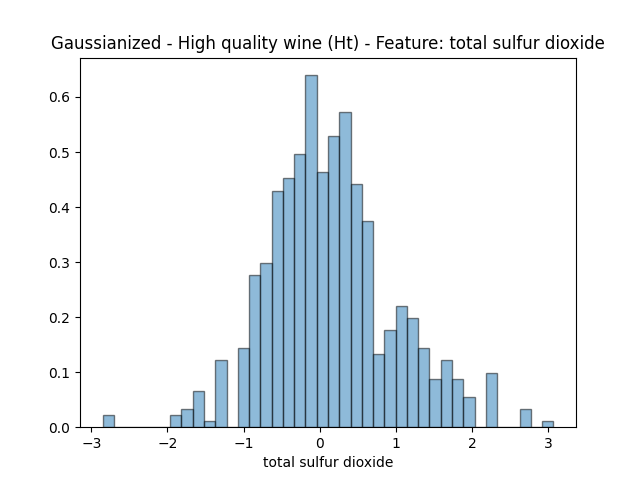 Gaussianized - High quality wine (Ht) - Feature: total sulfur dioxide
0.6
0.5
0.4
0.3
0.2
0.1
0.0
−3 −2 −1 0 1 2 3
total sulfur dioxide